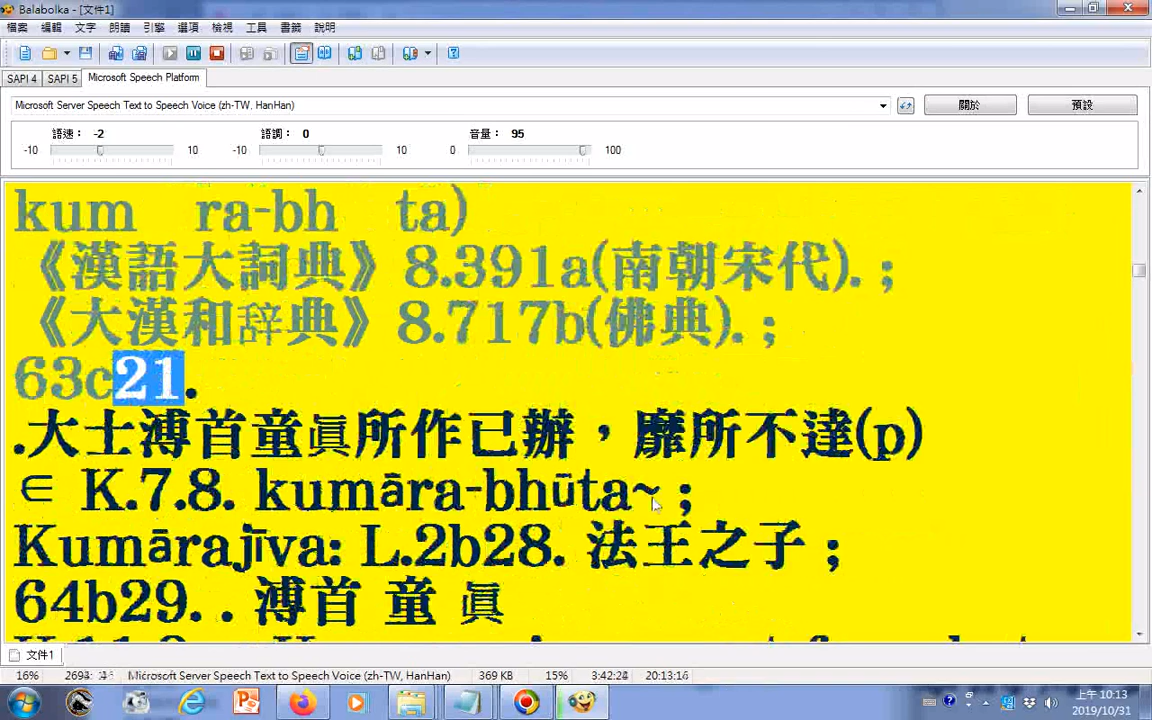 Balabolka - [文件1]
檔案 編輯 文字 朗讀 引擎 選項 檢視 工具 書籤 說明
SAPI 4 SAPI 5 Microsoft Speech Platform
Microsoft Server Speech Text to Speech Voice (zh-TW, HanHan) 關於 預設
語速： -2 語調： 0 音量： 95
-10 10 -10 10 0 100
kum ra-bh ta)
《漢語大詞典》 8.391a(南朝宋代). ;
《大漢和辞典》 8.717b(佛典). ;
63c21.
.大士溥首童眞所作已辦，靡所不達(p)
∈ K.7.8. kumāra-bhūta~ ;
Kumārajīva: L.2b28. 法王之子 ;
64b29. . 溥首 童 眞
文件1
16% Microsoft Server Speech Text to Speech Voice (zh-TW, HanHan) 369 KB 15% 3:42:24 20:13:16
上午 10:13
2019/10/31